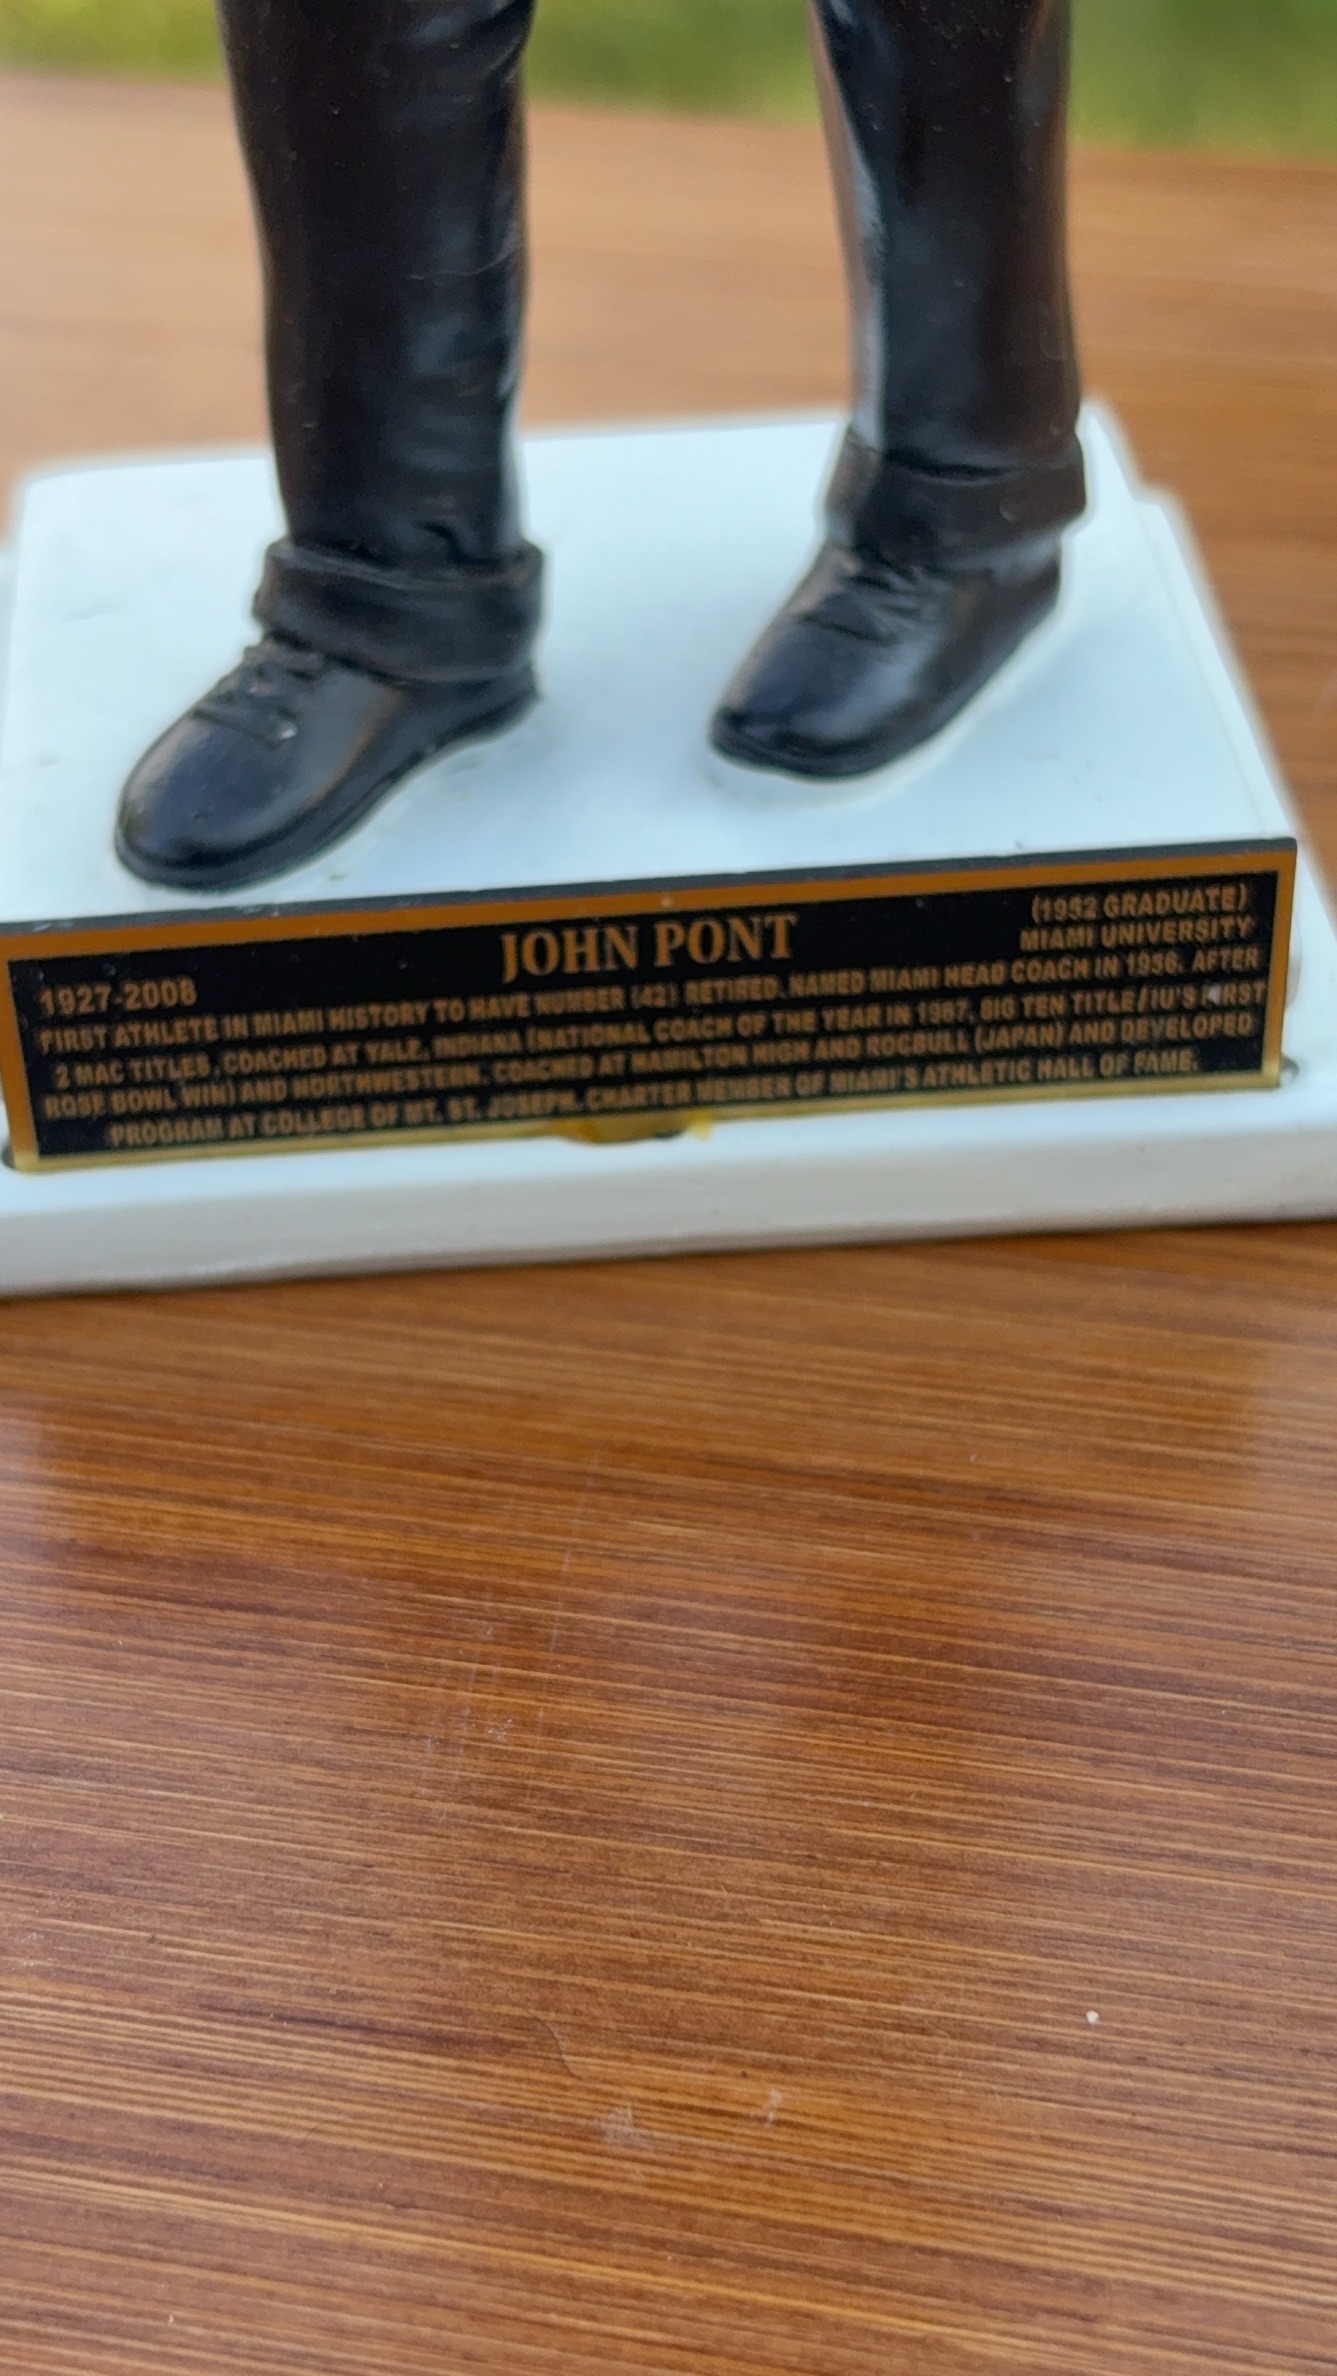 JOHN PONT
(1952 GRADUATE)
1927-2008
MIAMI UNIVERSITY
FIRST ATHLETE IN MIAMI HISTORY TO HAVE NUMBER (42) RETIRED. NAMED MIAMI HEAD COACH IN 1956. AFTER
2 MAC TITLES, COACHED AT YALE, INDIANA (NATIONAL COACH OF THE YEAR IN 1967, BIG TEN TITLE/IU'S FIRST
ROSE BOWL WIN) AND NORTHWESTERN. COACHED AT HAMILTON HIGH AND ROCBULL (JAPAN) AND DEVELOPED
PROGRAM AT COLLEGE OF MT. ST. JOSEPH. CHARTER MEMBER OF MIAMI'S ATHLETIC HALL OF FAME.